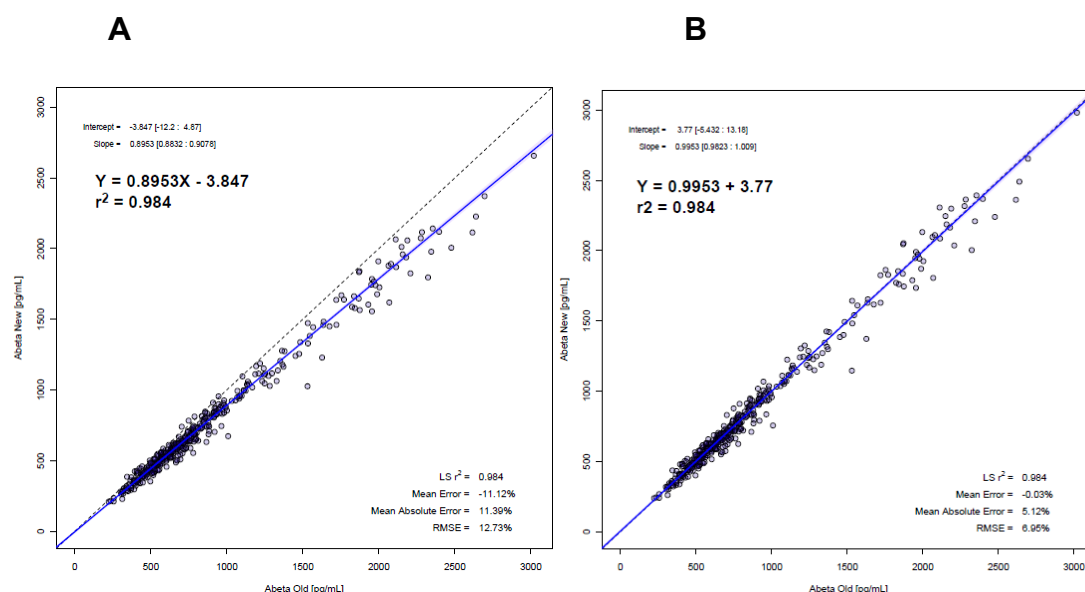 A
B
Intercept = -3.847 [-12.2 : 4.87]
Slope = 0.8953 [0.8832 : 0.9078]
Y = 0.8953X - 3.847
r² = 0.984
LS r² = 0.984
Mean Error = -11.12%
Mean Absolute Error = 11.39%
RMSE = 12.73%
Abeta New [pg/mL]
0 500 1000 1500 2000 2500 3000
0 500 1000 1500 2000 2500 3000
Abeta Old [pg/mL]
Intercept = 3.77 [-5.432 : 13.18]
Slope = 0.9953 [0.9823 : 1.009]
Y = 0.9953 + 3.77
r2 = 0.984
LS r² = 0.984
Mean Error = -0.03%
Mean Absolute Error = 5.12%
RMSE = 6.95%
Abeta New [pg/mL]
0 500 1000 1500 2000 2500 3000
0 500 1000 1500 2000 2500 3000
Abeta Old [pg/mL]